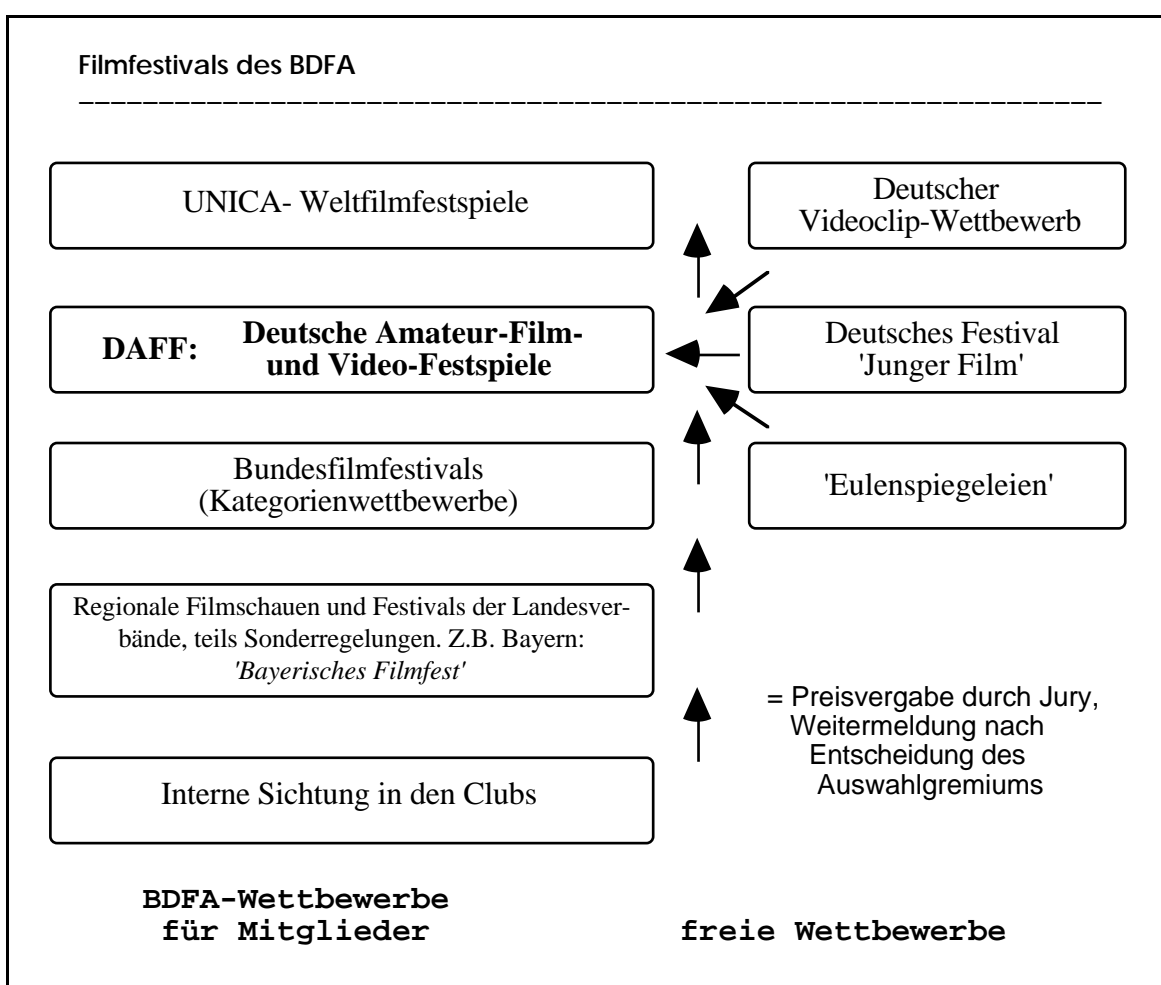 Filmfestivals des BDFA
UNICA- Weltfilmfestspiele
Deutscher
Videoclip-Wettbewerb
DAFF: Deutsche Amateur-Film-
und Video-Festspiele
Deutsches Festival
'Junger Film'
Bundesfilmfestivals
(Kategorienwettbewerbe)
'Eulenspiegeleien'
Regionale Filmschauen und Festivals der Landesver-
bände, teils Sonderregelungen. Z.B. Bayern:
'Bayerisches Filmfest'
= Preisvergabe durch Jury,
Weitermeldung nach
Entscheidung des
Auswahlgremiums
Interne Sichtung in den Clubs
BDFA-Wettbewerbe
für Mitglieder
freie Wettbewerbe